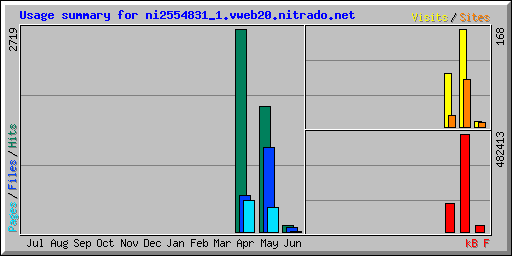 Usage summary for ni2554831_1.vweb20.nitrado.net
Visits/Sites
2719
168
482413
Pages/Files/Hits
Jul Aug Sep Oct Nov Dec Jan Feb Mar Apr May Jun
kB F